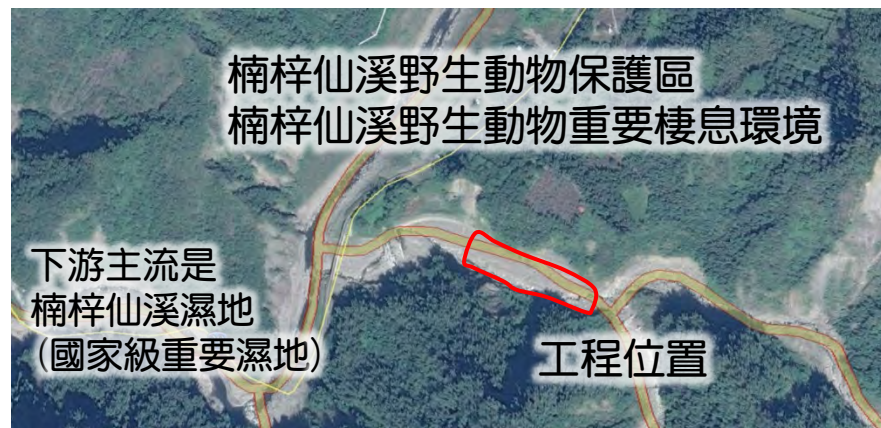 楠梓仙溪野生動物保護區
楠梓仙溪野生動物重要棲息環境
下游主流是
楠梓仙溪濕地
(國家級重要濕地)
工程位置